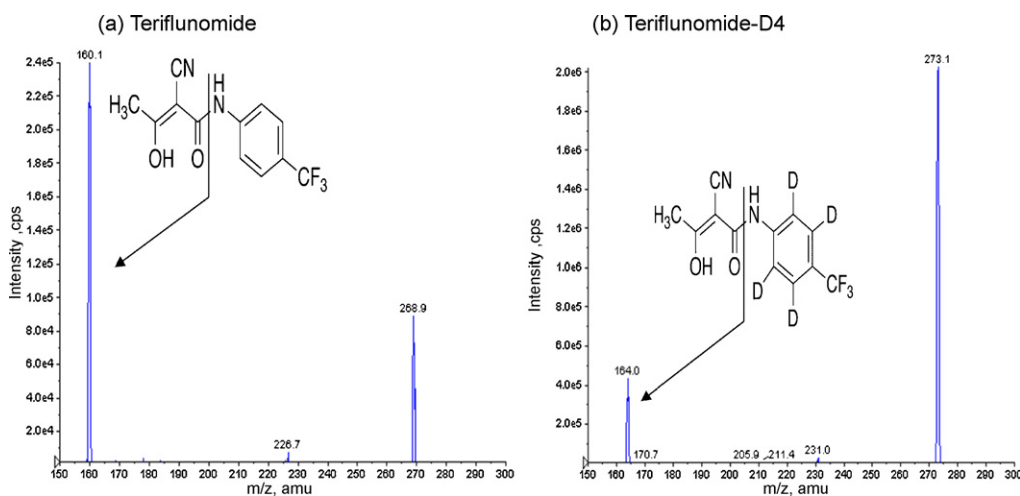 (a) Teriflunomide
(b) Teriflunomide-D4
160.1
2.4e5
2.2e5
2.0e5
1.8e5
1.6e5
1.4e5
1.2e5
1.0e5
8.0e4
6.0e4
4.0e4
2.0e4
Intensity ,cps
CN
H
N
H₃C
OH
O
CF₃
268.9
226.7
150 160 170 180 190 200 210 220 230 240 250 260 270 280 290 300
m/z, amu
273.1
2.0e6
1.8e6
1.6e6
1.4e6
1.2e6
1.0e6
8.0e5
6.0e5
4.0e5
2.0e5
Intensity ,cps
CN
H
N
H₃C
OH
O
D
D
D
D
CF₃
164.0
170.7
205.9
211.4
231.0
150 160 170 180 190 200 210 220 230 240 250 260 270 280 290 300
m/z, amu